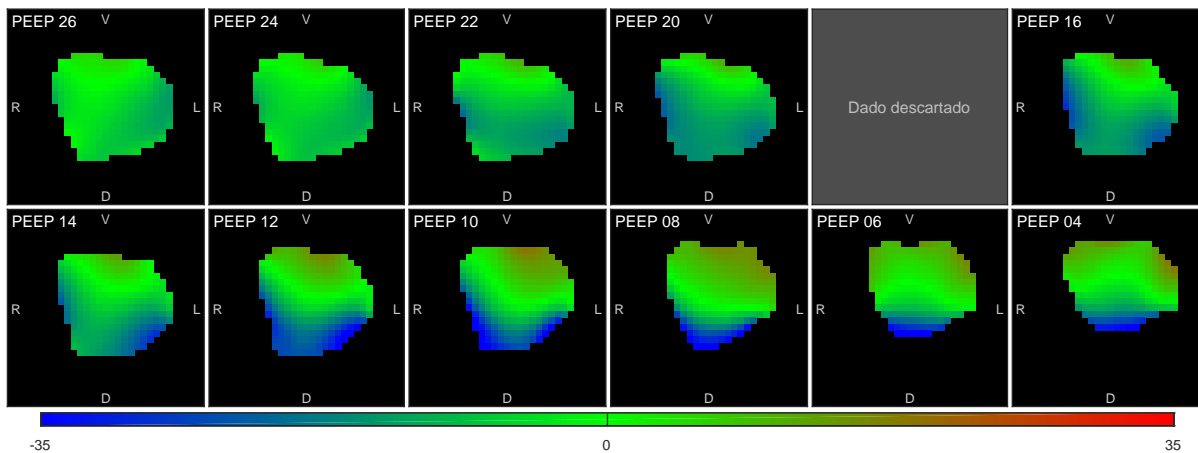 PEEP 26 V
R
D
PEEP 24 V
R
D
PEEP 22 V
R
L
D
PEEP 20 V
R
L
D
Dado descartado
PEEP 16 V
R
L
D
PEEP 14 V
R
L
D
PEEP 12 V
R
L
D
PEEP 10 V
R
L
D
PEEP 08 V
R
L
D
PEEP 06 V
R
L
D
PEEP 04 V
R
L
D
-35 0 35